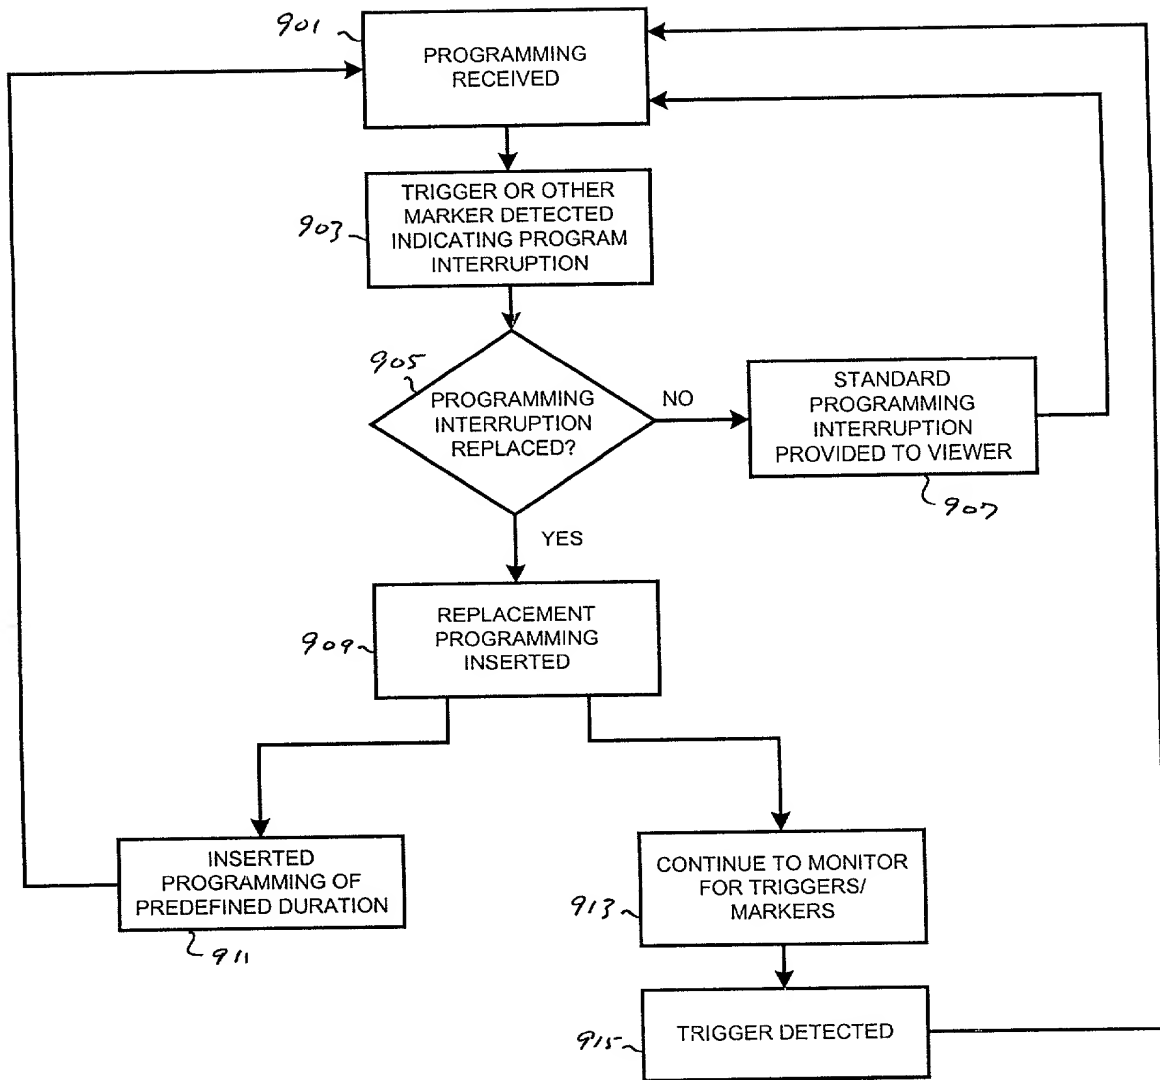 901
PROGRAMMING
RECEIVED
903
TRIGGER OR OTHER
MARKER DETECTED
INDICATING PROGRAM
INTERRUPTION
905
PROGRAMMING
INTERRUPTION
REPLACED?
NO
STANDARD
PROGRAMMING
INTERRUPTION
PROVIDED TO VIEWER
907
YES
909
REPLACEMENT
PROGRAMMING
INSERTED
INSERTED
PROGRAMMING OF
PREDEFINED DURATION
911
CONTINUE TO MONITOR
FOR TRIGGERS/
MARKERS
913
TRIGGER DETECTED
915